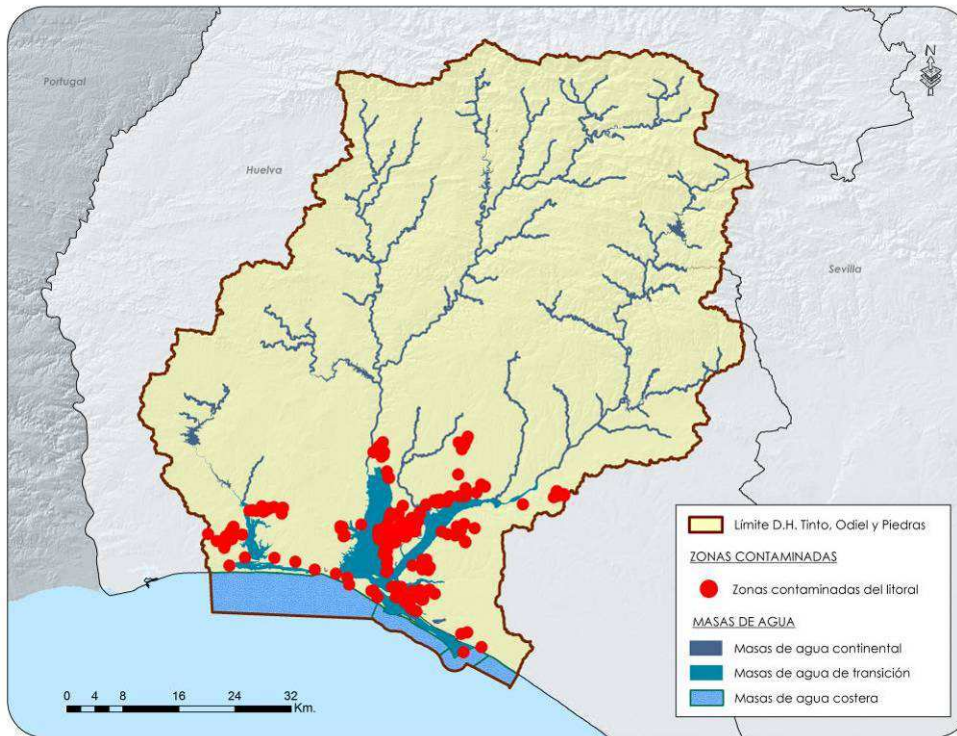 Portugal
N
Huelva
Sevilla
Límite D.H. Tinto, Odiel y Piedras
ZONAS CONTAMINADAS
Zonas contaminadas del litoral
MASAS DE AGUA
Masas de agua continental
Masas de agua de transición
Masas de agua costera
0 4 8 16 24 32
Km.